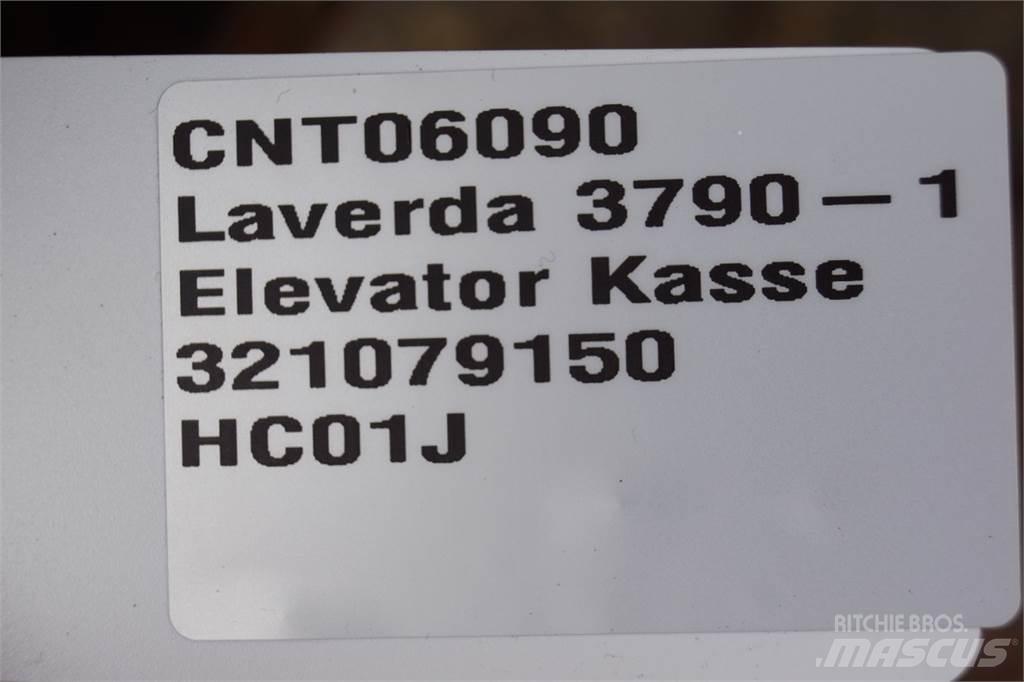 CNT06090
Laverda 3790 – 1
Elevator Kasse
321079150
HC01J
RITCHIE BROS.
MASCUS